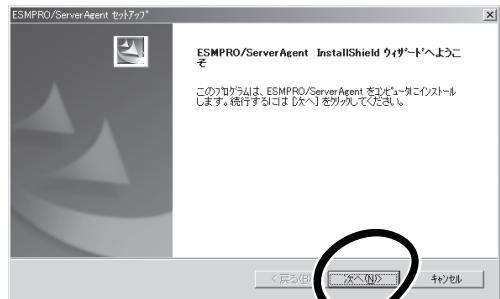 ESMPRO/ServerAgent ｾｯﾄｱｯﾌﾟ
ESMPRO/ServerAgent InstallShield ｳｨｻﾞｰﾄﾞへようこ
そ
このﾌﾟﾛｸﾞﾗﾑは、ESMPRO/ServerAgent をｺﾝﾋﾟｭｰﾀにｲﾝｽﾄｰﾙ
します。続行するには [次へ] をｸﾘｯｸしてください。
< 戻る(B) 次へ(N)> ｷｬﾝｾﾙ